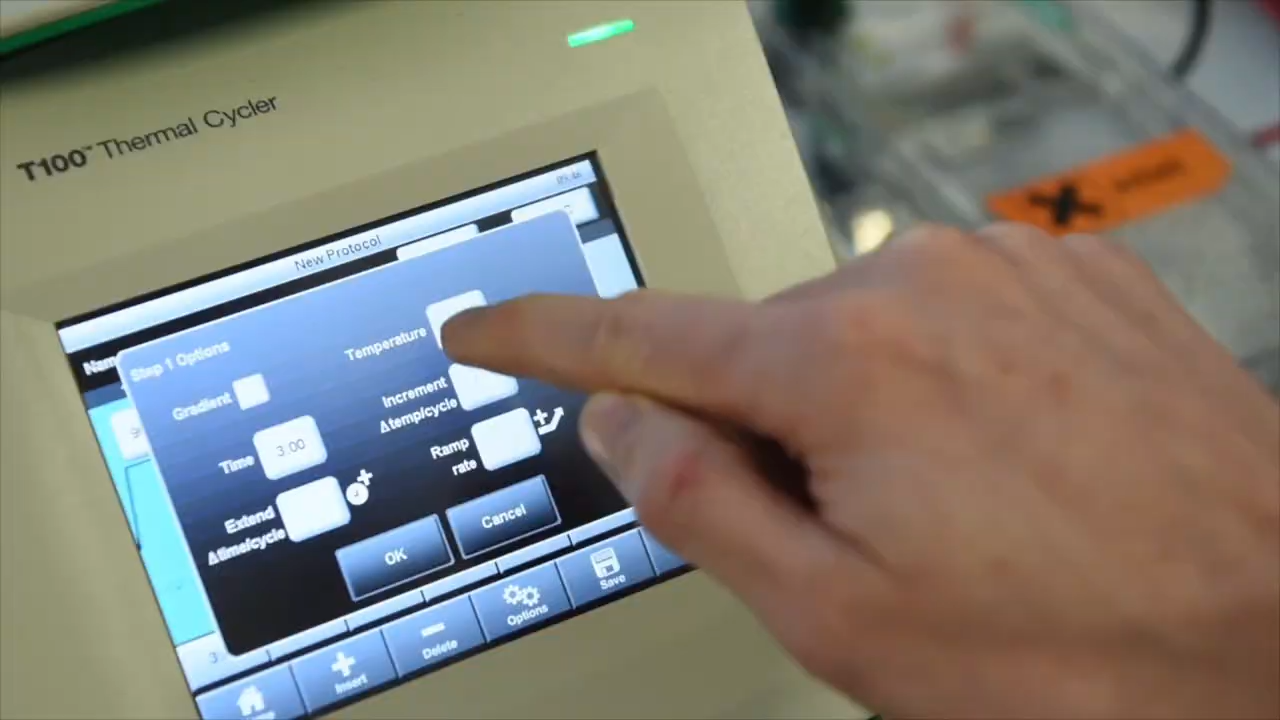 T100™ Thermal Cycler
New Protocol
Step 1 Options
Temperature
Gradient
Increment
Δtemp/cycle
Time 3:00
Ramp
rate
Extend
Δtime/cycle
OK
Cancel
Insert
Delete
Options
Save